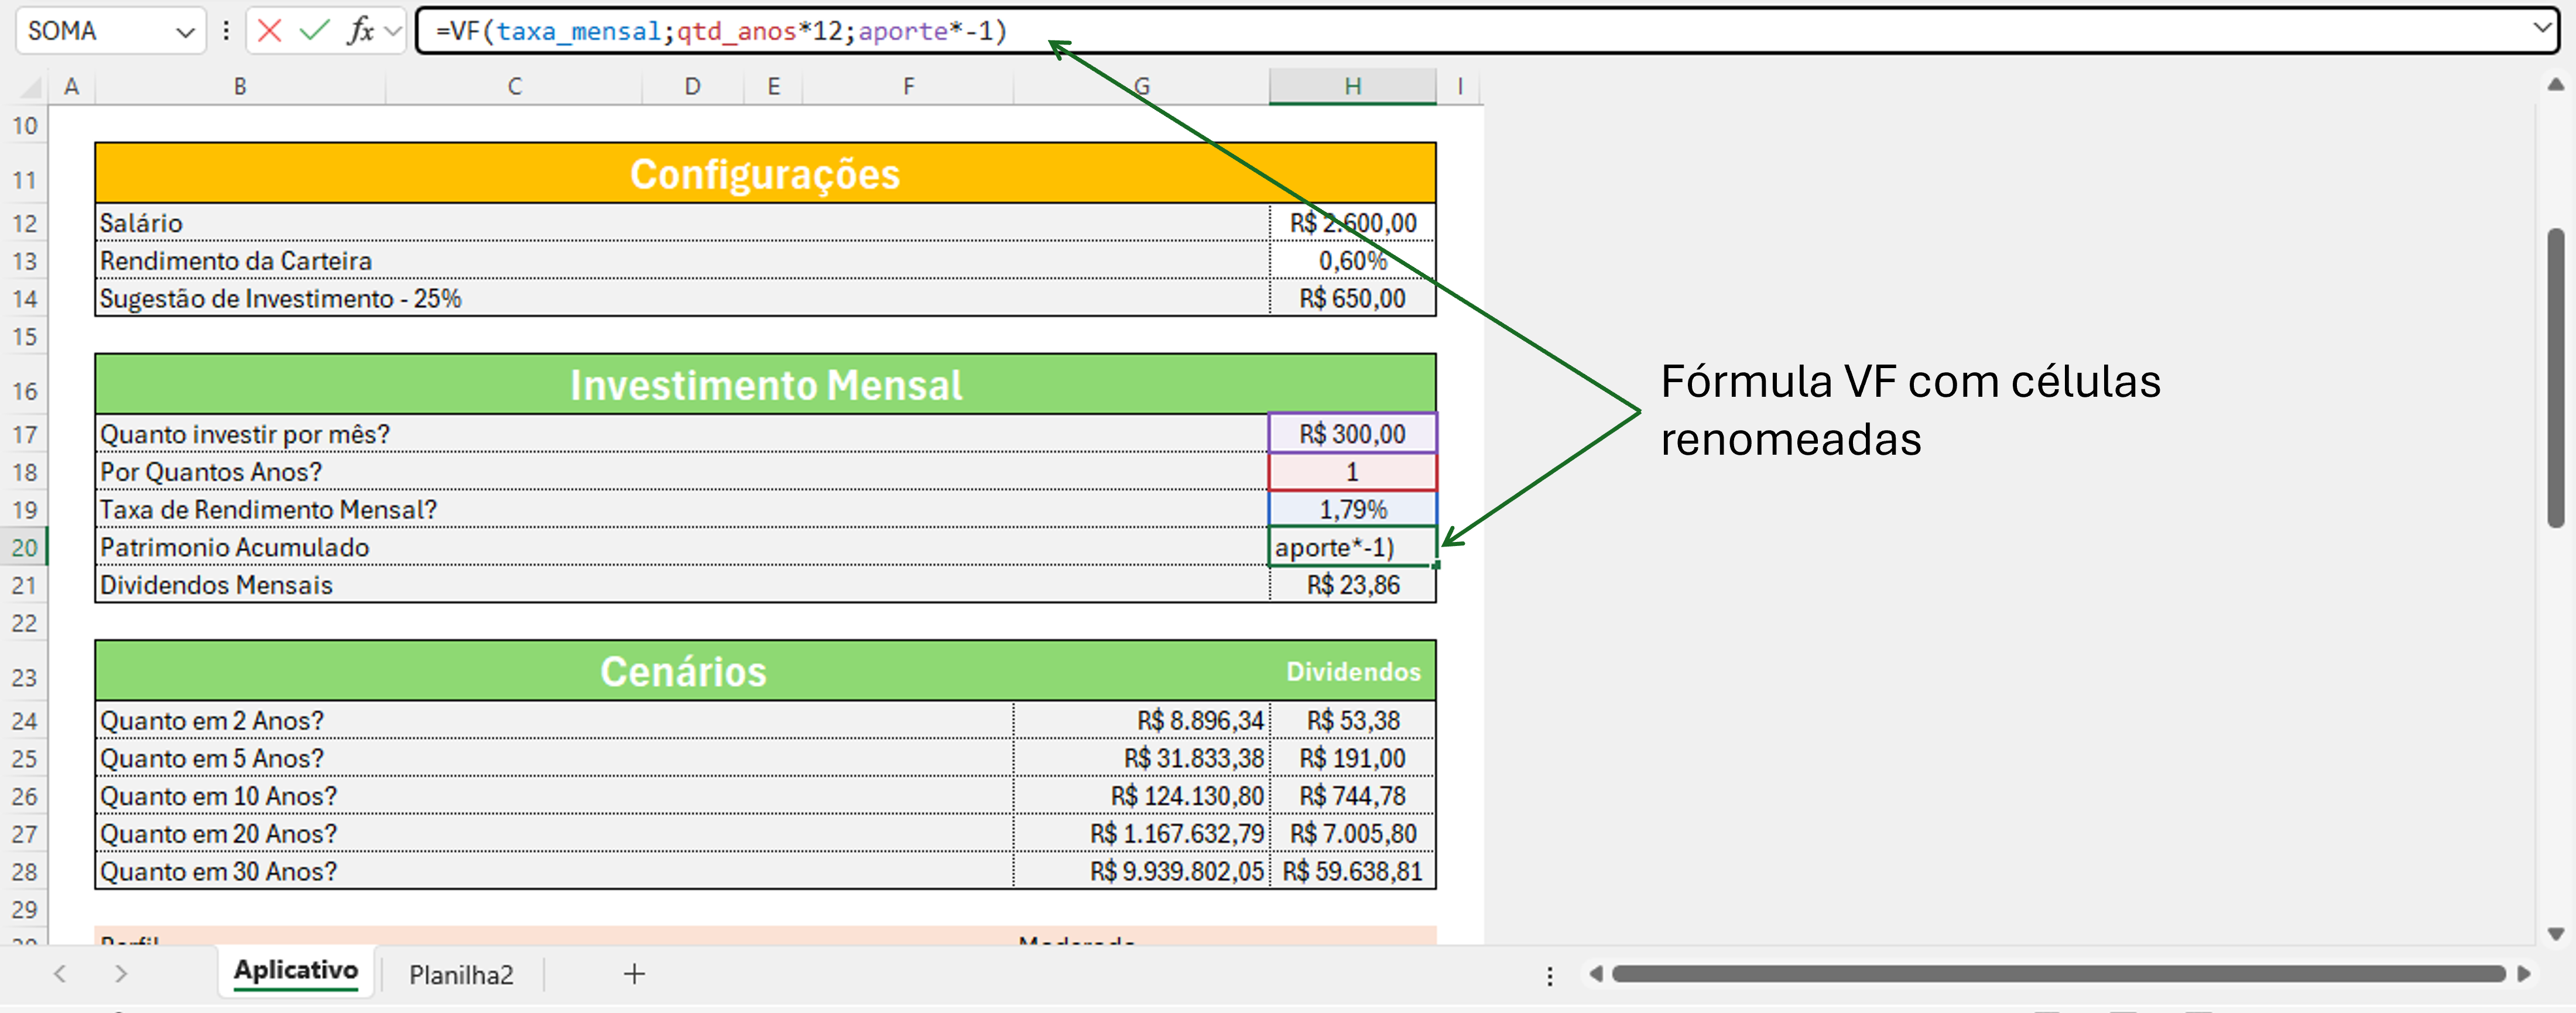 SOMA fx =VF(taxa_mensal;qtd_anos*12;aporte*-1)
A B C D E F G H I
10
11 Configurações
12 Salário R$ 2.600,00
13 Rendimento da Carteira 0,60%
14 Sugestão de Investimento - 25% R$ 650,00
15
16 Investimento Mensal
17 Quanto investir por mês? R$ 300,00
18 Por Quantos Anos? 1
19 Taxa de Rendimento Mensal? 1,79%
20 Patrimonio Acumulado aporte*-1)
21 Dividendos Mensais R$ 23,86
22
23 Cenários Dividendos
24 Quanto em 2 Anos? R$ 8.896,34 R$ 53,38
25 Quanto em 5 Anos? R$ 31.833,38 R$ 191,00
26 Quanto em 10 Anos? R$ 124.130,80 R$ 744,78
27 Quanto em 20 Anos? R$ 1.167.632,79 R$ 7.005,80
28 Quanto em 30 Anos? R$ 9.939.802,05 R$ 59.638,81
29
Perfil Moderado
Fórmula VF com células
renomeadas
Aplicativo Planilha2